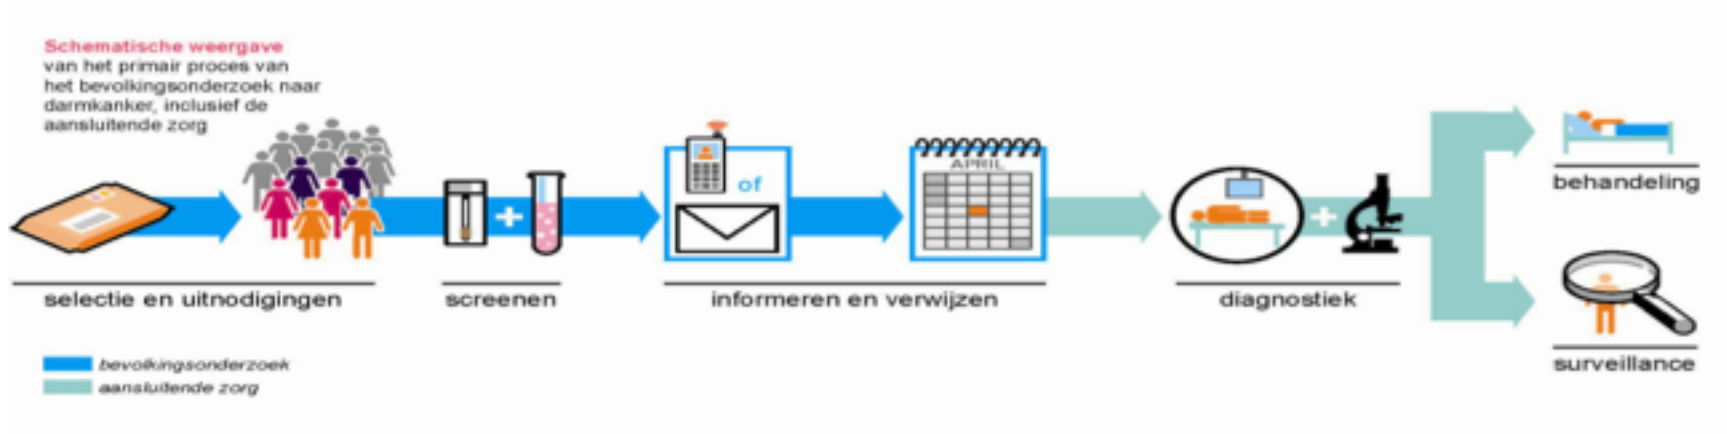 Schematische weergave
van het primair proces van
het bevolkingsonderzoek naar
darmkanker, inclusief de
aansluitende zorg
of
APRIL
selectie en uitnodigingen
screenen
informeren en verwijzen
diagnostiek
behandeling
surveillance
bevolkingsonderzoek
aansluitende zorg